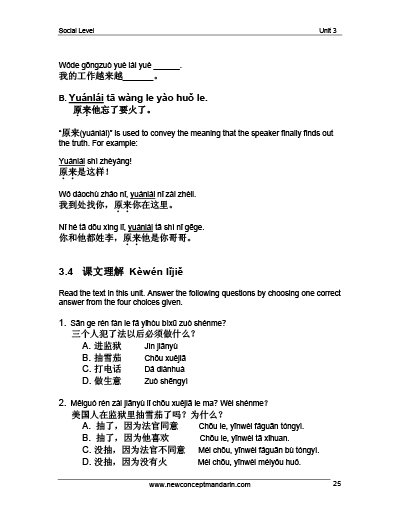 Social Level Unit 3
Wǒde gōngzuò yuè lái yuè ______.
我的工作越来越_______。
B. Yuánlái tā wàng le yào huǒ le.
原来他忘了要火了。
“原来(yuánlái)” is used to convey the meaning that the speaker finally finds out
the truth. For example:
Yuánlái shì zhèyàng!
原来是这样！
Wǒ dàochù zhǎo nǐ, yuánlái nǐ zài zhèlǐ.
我到处找你，原来你在这里。
Nǐ hé tā dōu xìng lǐ, yuánlái tā shì nǐ gēge.
你和他都姓李，原来他是你哥哥。
3.4 课文理解 Kèwén lǐjiě
Read the text in this unit. Answer the following questions by choosing one correct
answer from the four choices given.
1. Sān ge rén fàn le fǎ yǐhòu bìxū zuò shénme?
三个人犯了法以后必须做什么？
A. 进监狱 Jìn jiānyù
B. 抽雪茄 Chōu xuějiā
C. 打电话 Dǎ diànhuà
D. 做生意 Zuò shēngyi
2. Měiguó rén zài jiānyù lǐ chōu xuějiā le ma? Wèi shénme?
美国人在监狱里抽雪茄了吗？为什么？
A. 抽了，因为法官同意 Chōu le, yīnwèi fǎguān tóngyì.
B. 抽了，因为他喜欢 Chōu le, yīnwèi tā xǐhuan.
C. 没抽，因为法官不同意 Méi chōu, yīnwèi fǎguān bù tóngyì.
D. 没抽，因为没有火 Méi chōu, yīnwèi méiyǒu huǒ.
www.newconceptmandarin.com 25